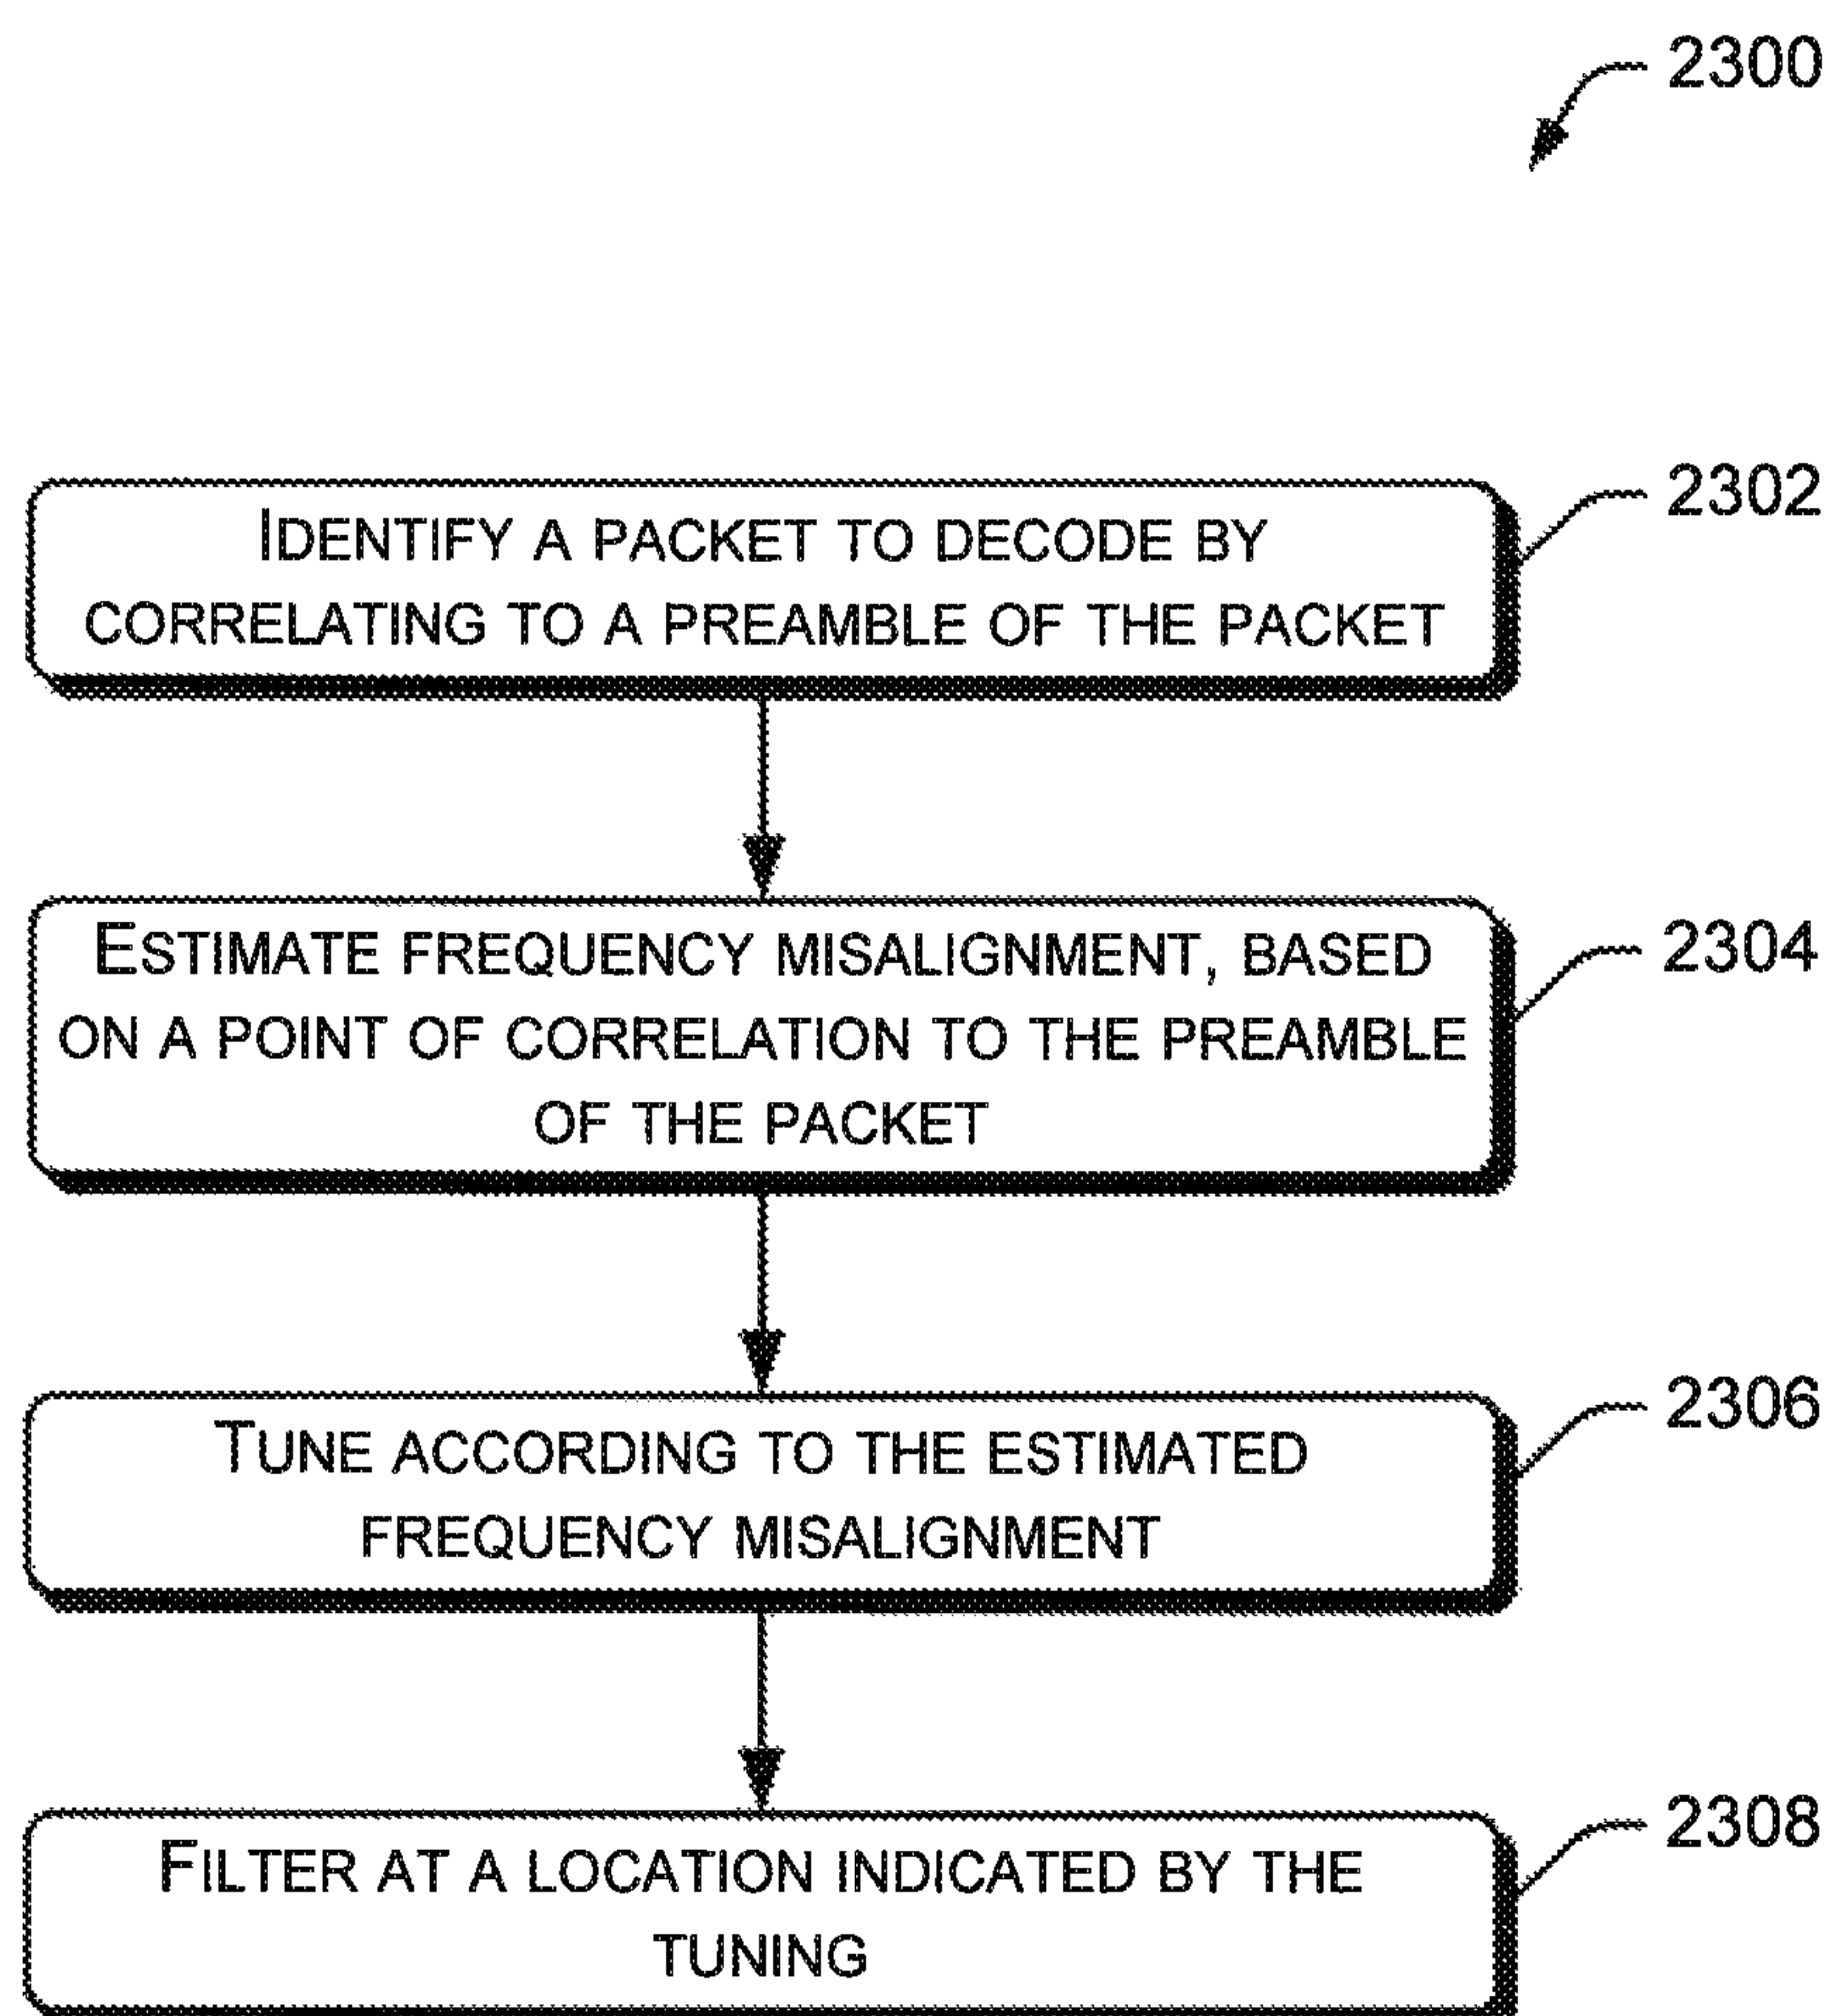 2300
2302
IDENTIFY A PACKET TO DECODE BY
CORRELATING TO A PREAMBLE OF THE PACKET
2304
ESTIMATE FREQUENCY MISALIGNMENT, BASED
ON A POINT OF CORRELATION TO THE PREAMBLE
OF THE PACKET
2306
TUNE ACCORDING TO THE ESTIMATED
FREQUENCY MISALIGNMENT
2308
FILTER AT A LOCATION INDICATED BY THE
TUNING